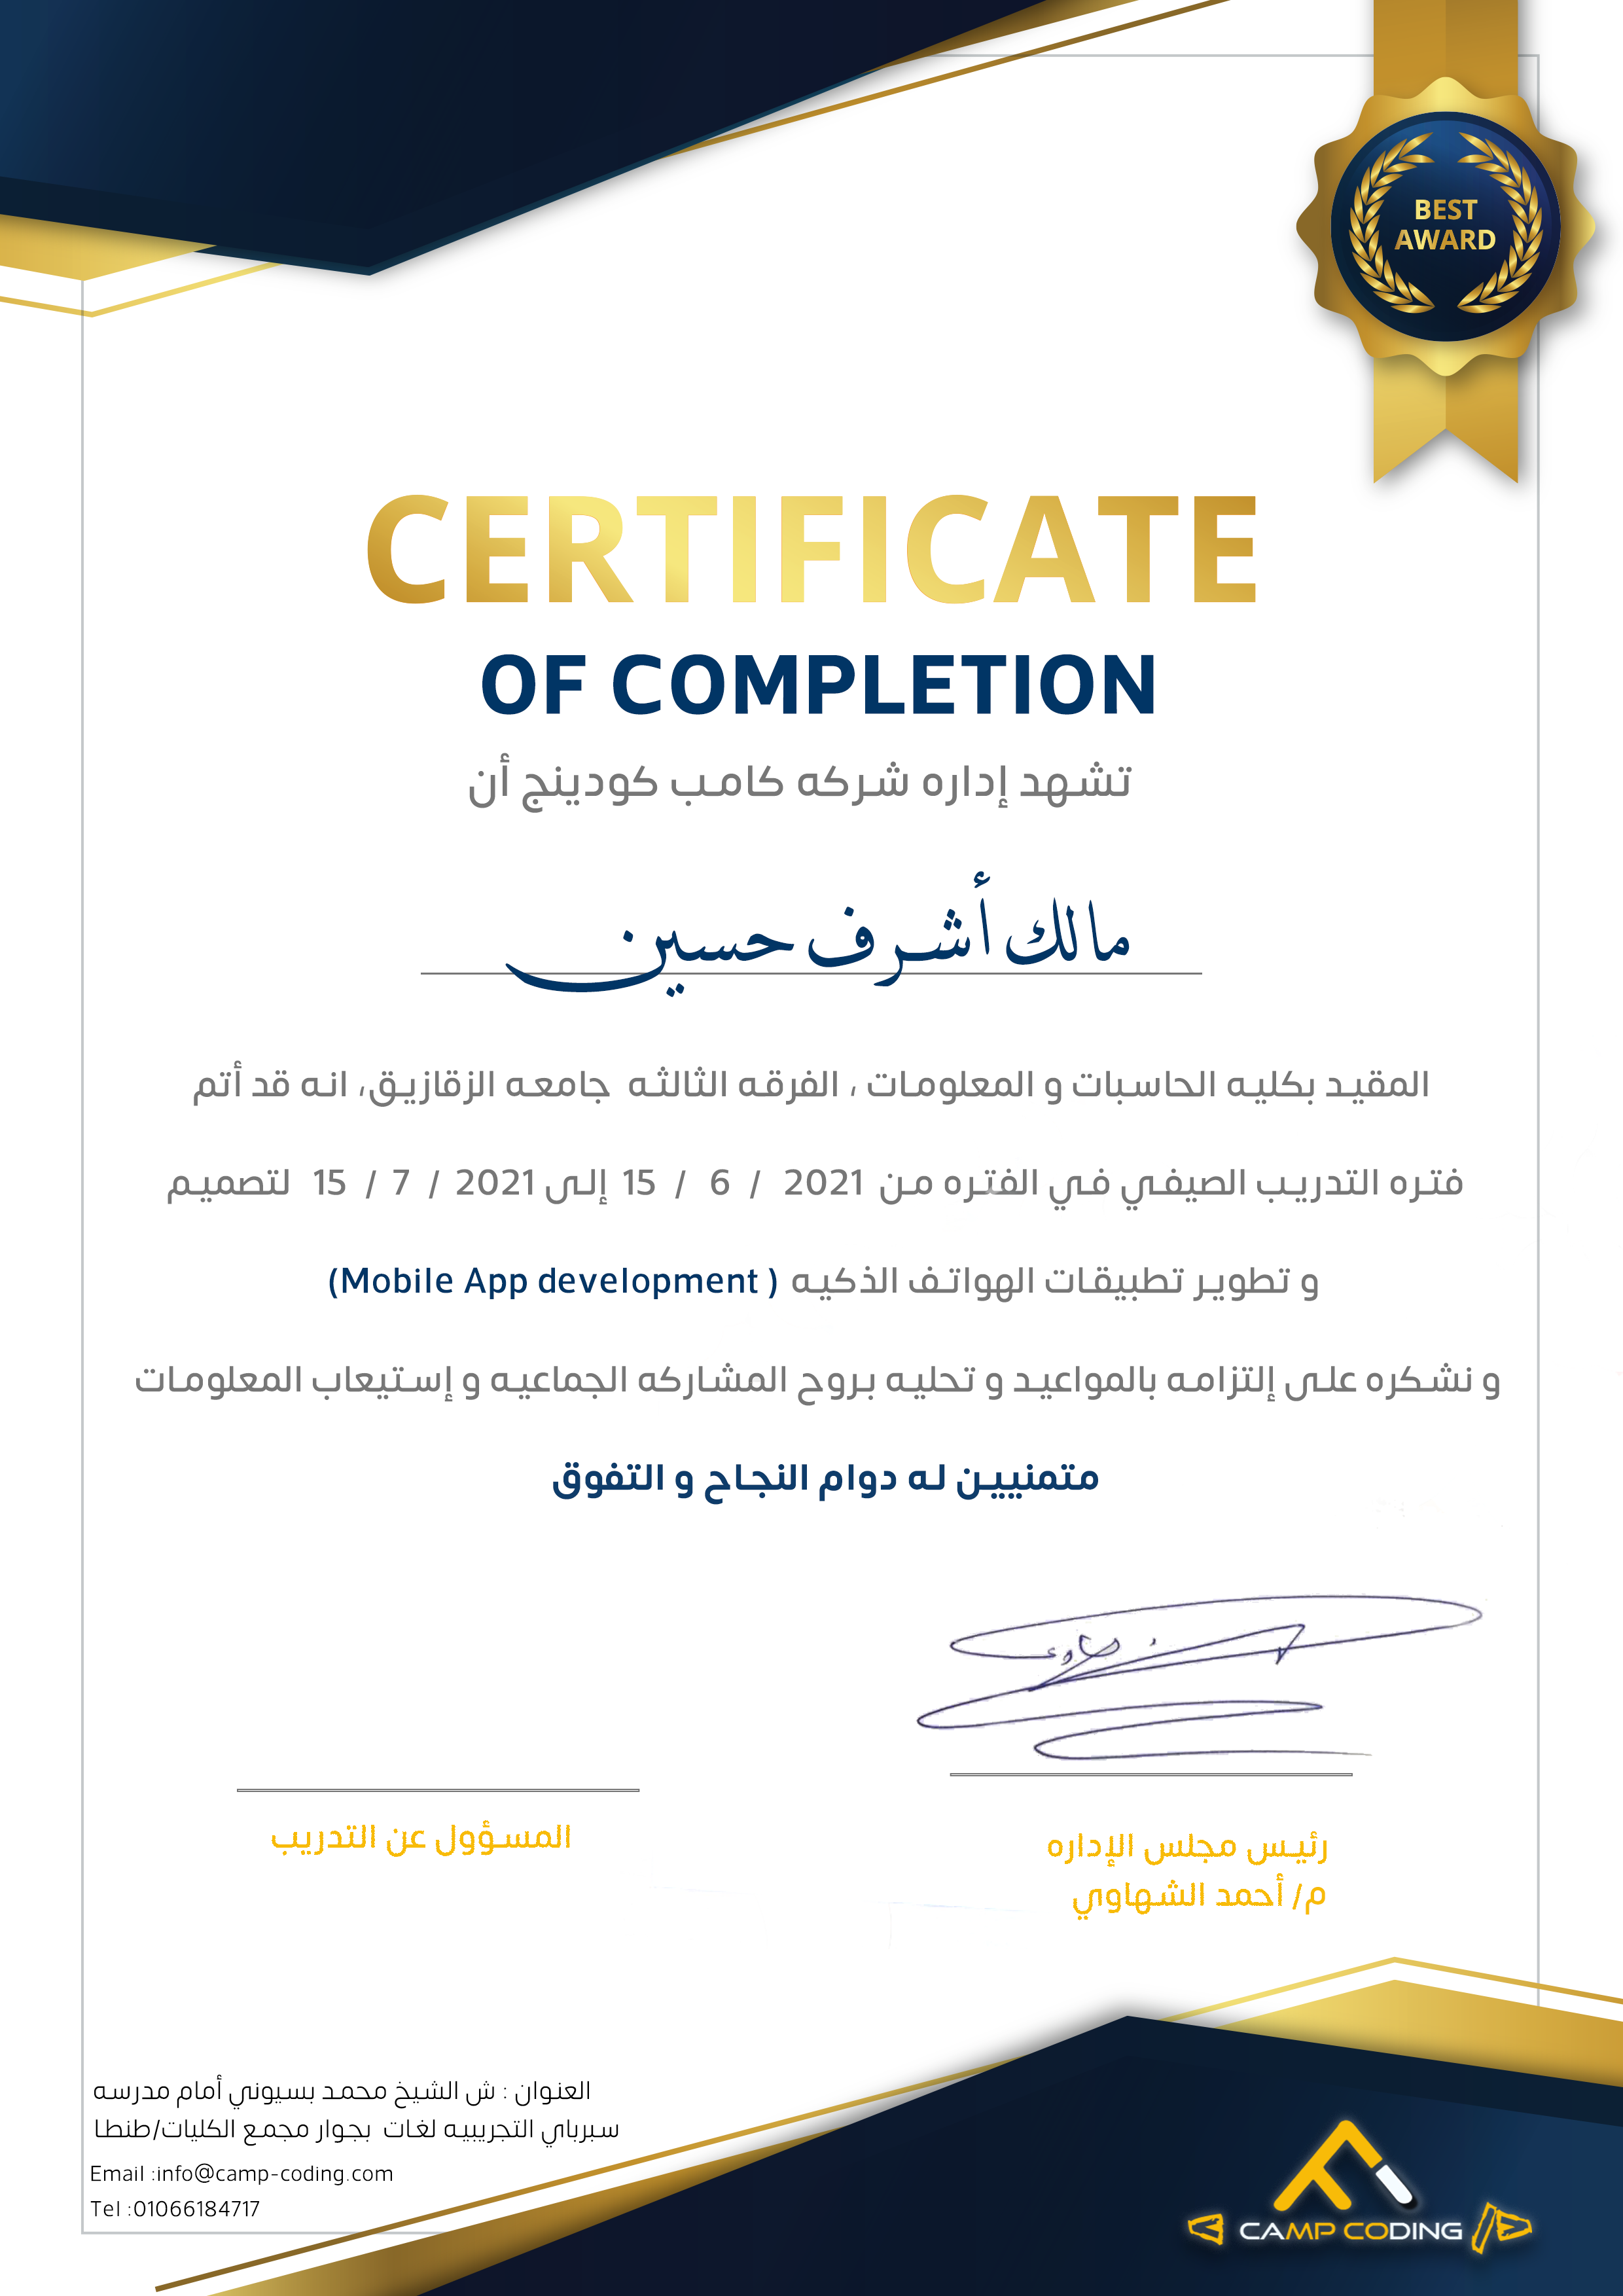 BEST
AWARD
CERTIFICATE
OF COMPLETION
تشهد إداره شركه كامب كودينج أن
مالك أشرف حسين
المقيد بكليه الحاسبات و المعلومات ، الفرقه الثالثه جامعه الزقازيق، انه قد أتم
فتره التدريب الصيفي في الفتره من 2021 / 6 / 15 إلى 2021 / 7 / 15 لتصميم
و تطوير تطبيقات الهواتف الذكيه (Mobile App development )
و نشكره على إلتزامه بالمواعيد و تحليه بروح المشاركه الجماعيه و إستيعاب المعلومات
متمنيين له دوام النجاح و التفوق
رئيس مجلس الإداره
م/ أحمد الشهاوي
المسؤول عن التدريب
العنوان : ش الشيخ محمد بسيوني أمام مدرسه
سبرباي التجريبيه لغات بجوار مجمع الكليات/طنطا
Email :info@camp-coding.com
Tel :01066184717
CAMP CODING